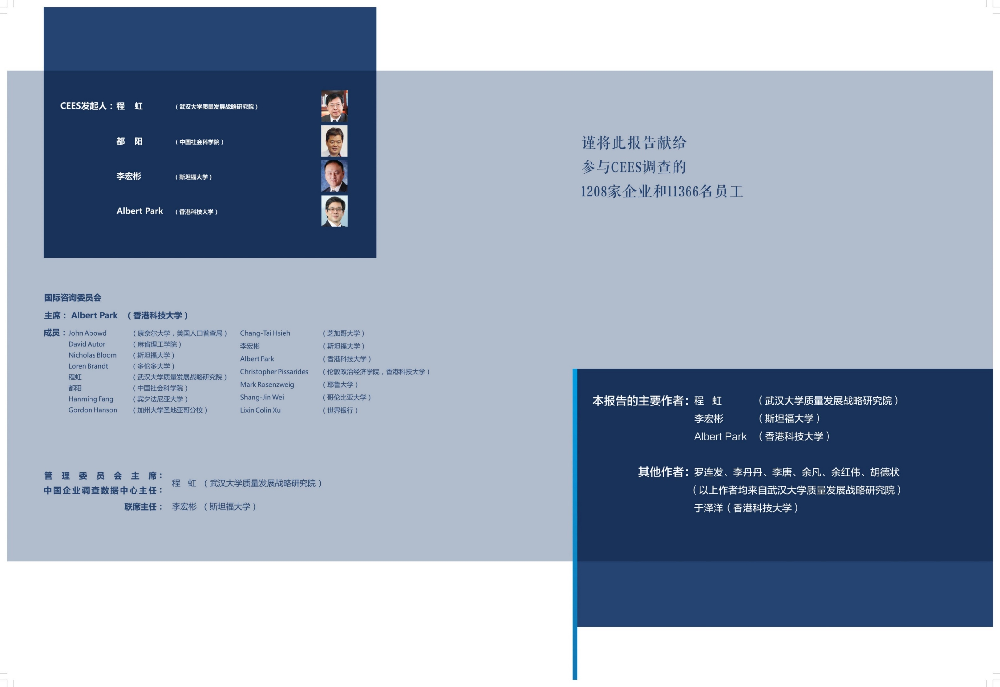 CEES发起人：程 虹 （武汉大学质量发展战略研究院）
都 阳 （中国社会科学院）
李宏彬 （斯坦福大学）
Albert Park （香港科技大学）
国际咨询委员会
主席： Albert Park （香港科技大学）
成员：John Abowd （康奈尔大学，美国人口普查局）
David Autor （麻省理工学院）
Nicholas Bloom （斯坦福大学）
Loren Brandt （多伦多大学）
程虹 （武汉大学质量发展战略研究院）
都阳 （中国社会科学院）
Hanming Fang （宾夕法尼亚大学）
Gordon Hanson （加州大学圣地亚哥分校）
Chang-Tai Hsieh （芝加哥大学）
李宏彬 （斯坦福大学）
Albert Park （香港科技大学）
Christopher Pissarides （伦敦政治经济学院，香港科技大学）
Mark Rosenzweig （耶鲁大学）
Shang-Jin Wei （哥伦比亚大学）
Lixin Colin Xu （世界银行）
管理委员会主席：
中国企业调查数据中心主任：
程 虹 （武汉大学质量发展战略研究院）
联席主任： 李宏彬 （斯坦福大学）
谨将此报告献给
参与CEES调查的
1208家企业和11366名员工
本报告的主要作者：程 虹 （武汉大学质量发展战略研究院）
李宏彬 （斯坦福大学）
Albert Park （香港科技大学）
其他作者：罗连发、李丹丹、李唐、余凡、余红伟、胡德状
（以上作者均来自武汉大学质量发展战略研究院）
于泽洋（香港科技大学）